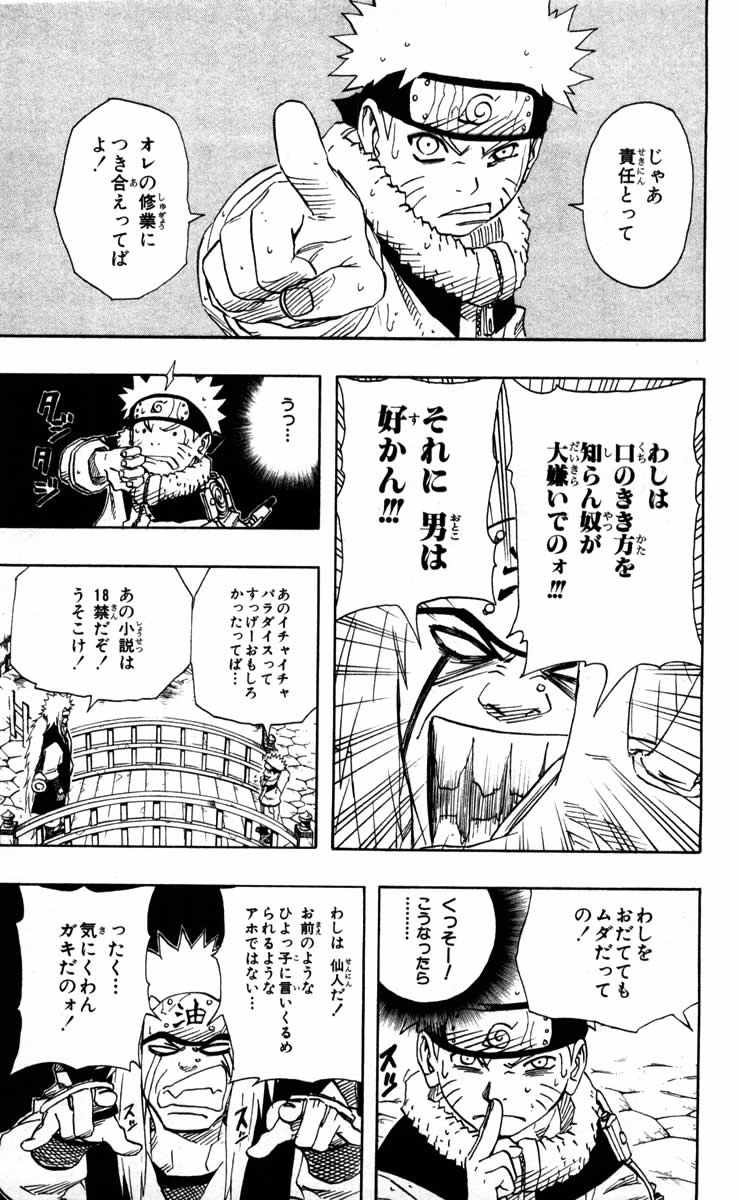 じゃあ
責任とって
オレの修業に
つき合えってば
よ！
わしは
口のきき方を
知らん奴が
大嫌いでのォ!!!
それに 男は
好かん!!!
うっ…
タジ
タジ
あのイチャイチャ
パラダイスって
すっげーおもしろ
かったってば…
あの小説は
18禁だぞ！
うそこけ！
わしを
おだてても
ムダだって
の！
くっそー！
こうなったら
………
スッ
わしは 仙人だ！
お前のような
ひよっ子に言いくるめ
られるような
アホではない…
ったく…
気にくわん
ガキだのォ！
油
スッ
スッ